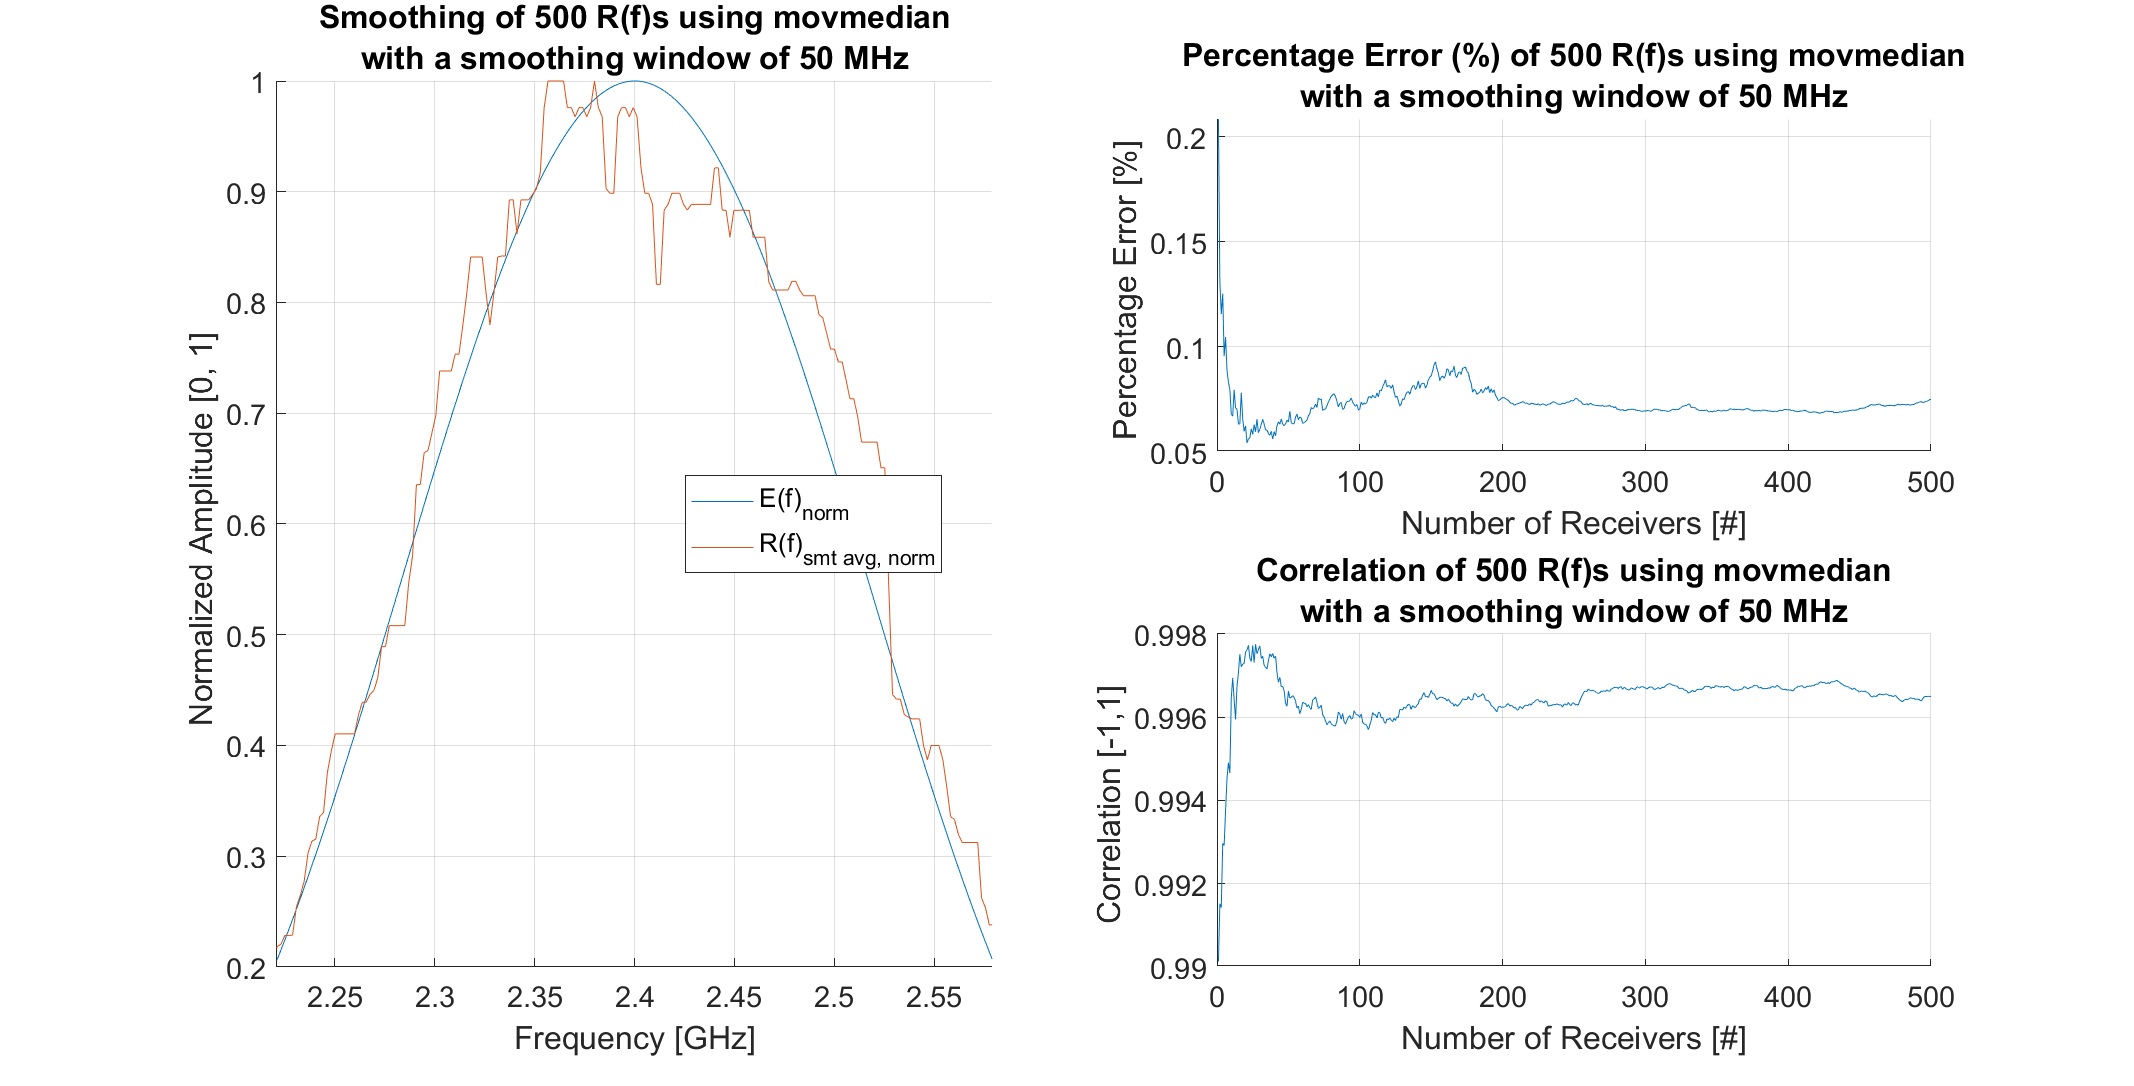 Smoothing of 500 R(f)s using movmedian
with a smoothing window of 50 MHz
1
0.9
0.8
0.7
0.6
0.5
0.4
0.3
0.2
Normalized Amplitude [0, 1]
2.25 2.3 2.35 2.4 2.45 2.5 2.55
Frequency [GHz]
E(f)norm
R(f)smt avg, norm
Percentage Error (%) of 500 R(f)s using movmedian
with a smoothing window of 50 MHz
0.2
0.15
0.1
0.05
Percentage Error [%]
0 100 200 300 400 500
Number of Receivers [#]
Correlation of 500 R(f)s using movmedian
with a smoothing window of 50 MHz
0.998
0.996
0.994
0.992
0.99
Correlation [-1,1]
0 100 200 300 400 500
Number of Receivers [#]